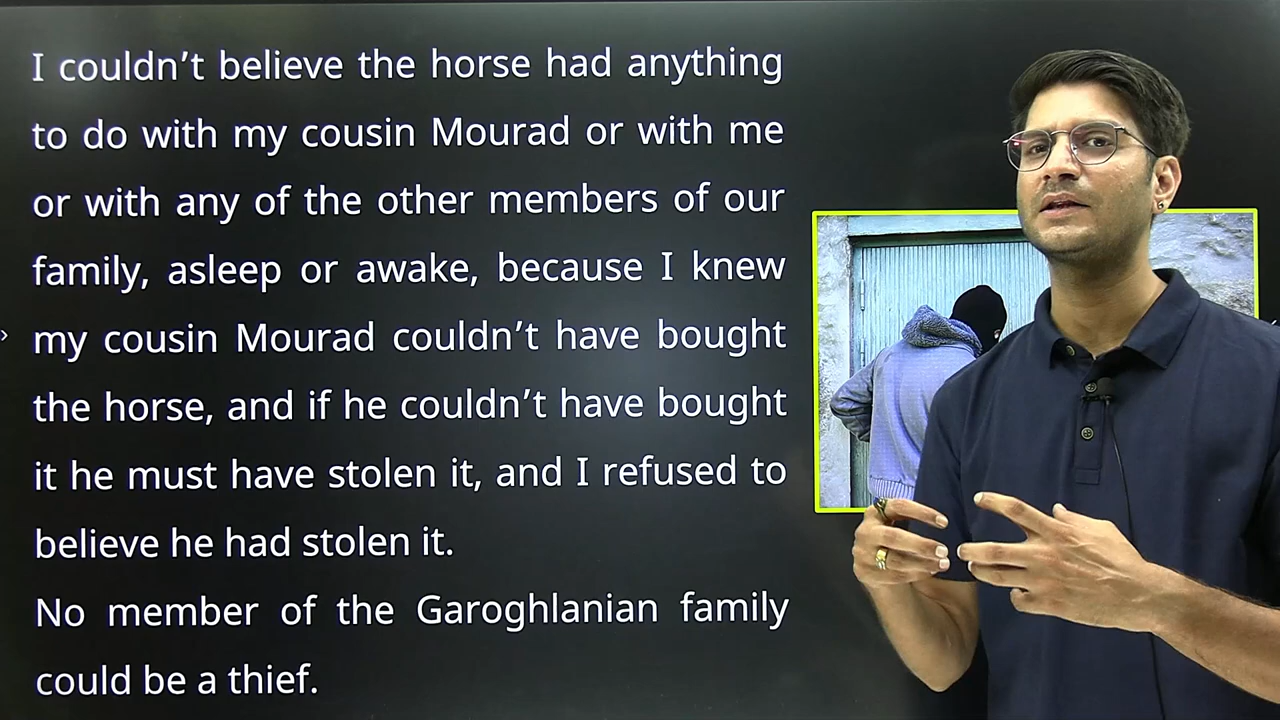 I couldn’t believe the horse had anything
to do with my cousin Mourad or with me
or with any of the other members of our
family, asleep or awake, because I knew
my cousin Mourad couldn’t have bought
the horse, and if he couldn’t have bought
it he must have stolen it, and I refused to
believe he had stolen it.
No member of the Garoghlanian family
could be a thief.